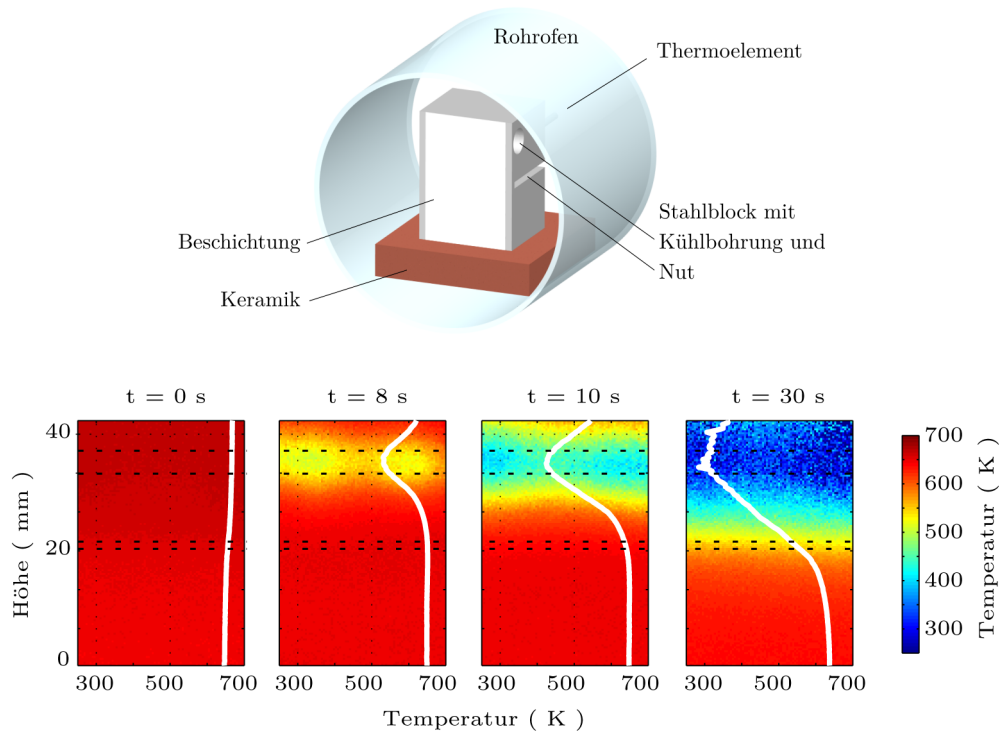 Rohrofen
Thermoelement
Stahlblock mit
Kühlbohrung und
Nut
Beschichtung
Keramik
t = 0 s
t = 8 s
t = 10 s
t = 30 s
40
20
0
Höhe ( mm )
300 500 700
300 500 700
300 500 700
300 500 700
Temperatur ( K )
700
600
500
400
300
Temperatur ( K )